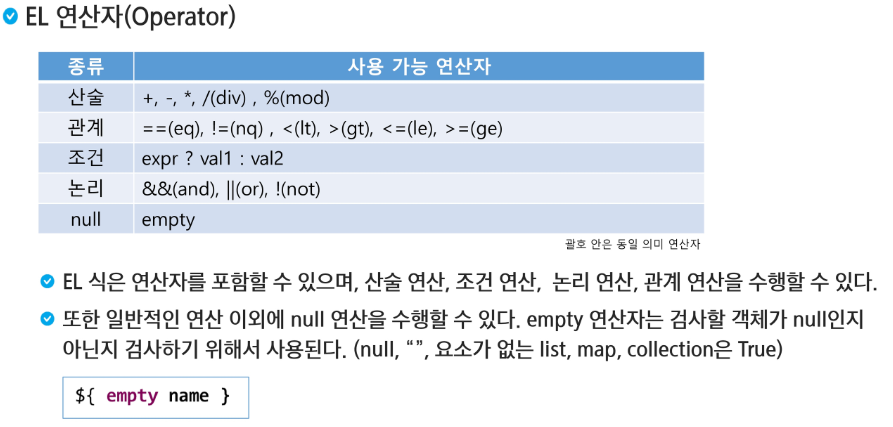 EL 연산자(Operator)
종류 사용 가능 연산자
산술 +, -, *, /(div) , %(mod)
관계 ==(eq), !=(nq) , <(lt), >(gt), <=(le), >=(ge)
조건 expr ? val1 : val2
논리 &&(and), ||(or), !(not)
null empty
괄호 안은 동일 의미 연산자
EL 식은 연산자를 포함할 수 있으며, 산술 연산, 조건 연산, 논리 연산, 관계 연산을 수행할 수 있다.
또한 일반적인 연산 이외에 null 연산을 수행할 수 있다. empty 연산자는 검사할 객체가 null인지
아닌지 검사하기 위해서 사용된다. (null, “”, 요소가 없는 list, map, collection은 True)
${ empty name }